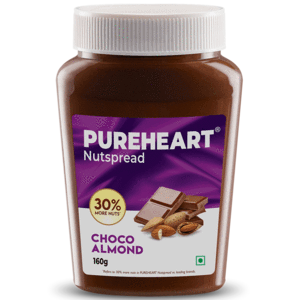 PUREHEART®
Nutspread
30%
MORE NUTS*
CHOCO
ALMOND
160g